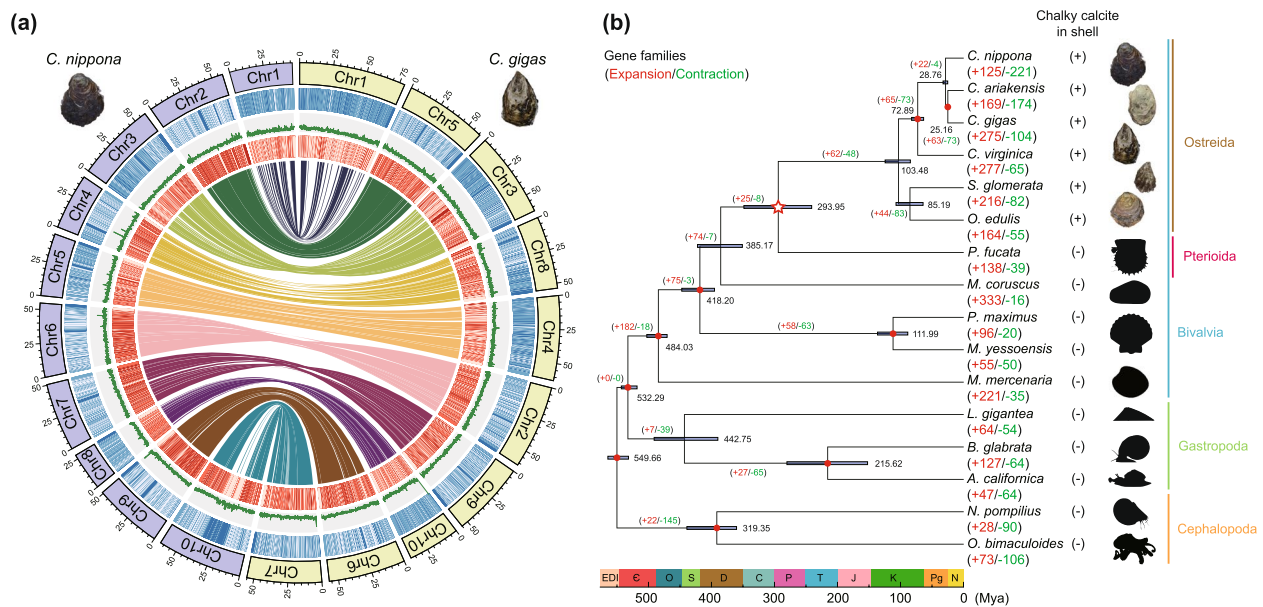 (a)
C. nippona
C. gigas
Chr1
Chr2
Chr3
Chr4
Chr5
Chr6
Chr7
Chr8
Chr9
Chr10
Chr1
Chr5
Chr3
Chr8
Chr4
Chr2
Chr9
Chr10
Chr6
Chr7
(b)
Gene families
(Expansion/Contraction)
Chalky calcite
in shell
C. nippona (+)
(+125/-221)
C. ariakensis (+)
(+169/-174)
C. gigas (+)
(+275/-104)
C. virginica (+)
(+277/-65)
S. glomerata (+)
(+216/-82)
O. edulis (+)
(+164/-55)
P. fucata (-)
(+138/-39)
M. coruscus (-)
(+333/-16)
P. maximus (-)
(+96/-20)
M. yessoensis (-)
(+55/-50)
M. mercenaria (-)
(+221/-35)
L. gigantea (-)
(+64/-54)
B. glabrata (-)
(+127/-64)
A. californica (-)
(+47/-64)
N. pompilius (-)
(+28/-90)
O. bimaculoides (-)
(+73/-106)
Ostreida
Pterioida
Bivalvia
Gastropoda
Cephalopoda
(+22/-4)
28.76
(+65/-73)
72.89
25.16
(+63/-73)
(+62/-48)
103.48
85.19
(+44/-83)
(+25/-8)
293.95
(+74/-7)
385.17
(+75/-3)
418.20
(+58/-63)
111.99
(+182/-18)
484.03
(+0/-0)
532.29
(+7/-39)
442.75
549.66
215.62
(+27/-65)
(+22/-145)
319.35
EDI Є O S D C P T J K Pg N
500 400 300 200 100 0 (Mya)